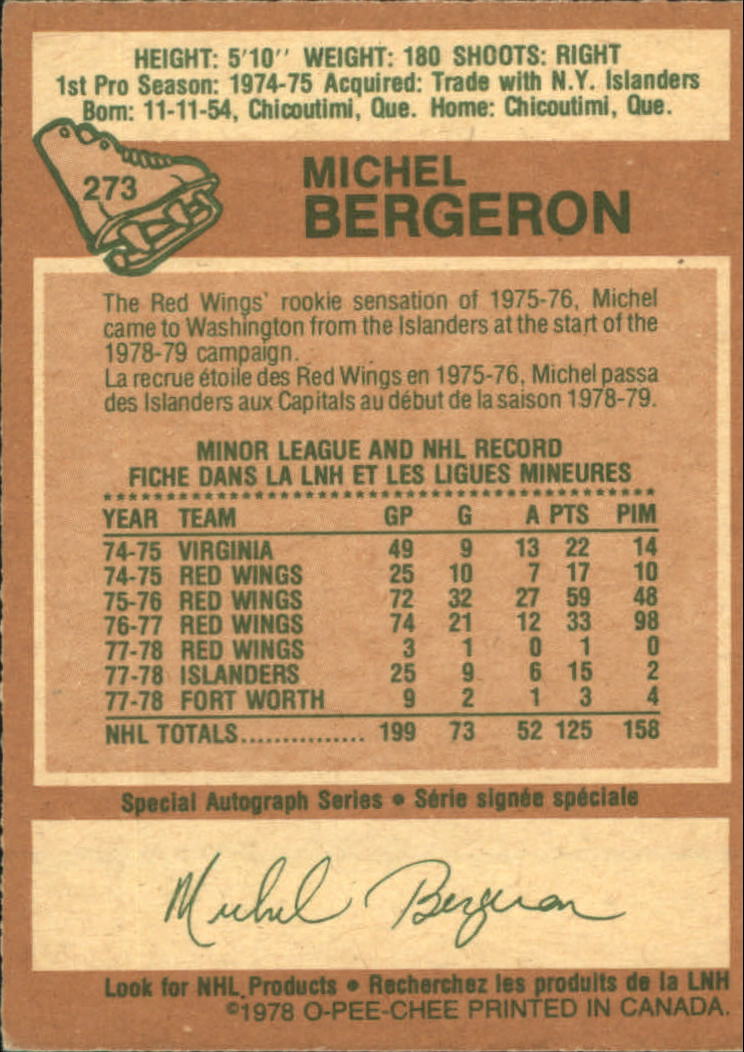 HEIGHT: 5'10'' WEIGHT: 180 SHOOTS: RIGHT
1st Pro Season: 1974-75 Acquired: Trade with N.Y. Islanders
Born: 11-11-54, Chicoutimi, Que. Home: Chicoutimi, Que.
273
MICHEL
BERGERON
The Red Wings' rookie sensation of 1975-76, Michel
came to Washington from the Islanders at the start of the
1978-79 campaign.
La recrue étoile des Red Wings en 1975-76, Michel passa
des Islanders aux Capitals au début de la saison 1978-79.
MINOR LEAGUE AND NHL RECORD
FICHE DANS LA LNH ET LES LIGUES MINEURES
YEAR TEAM GP G A PTS PIM
74-75 VIRGINIA 49 9 13 22 14
74-75 RED WINGS 25 10 7 17 10
75-76 RED WINGS 72 32 27 59 48
76-77 RED WINGS 74 21 12 33 98
77-78 RED WINGS 3 1 0 1 0
77-78 ISLANDERS 25 9 6 15 2
77-78 FORT WORTH 9 2 1 3 4
NHL TOTALS............... 199 73 52 125 158
Special Autograph Series • Série signée spéciale
Michel Bergeron
Look for NHL Products • Recherchez les produits de la LNH
©1978 O-PEE-CHEE PRINTED IN CANADA.